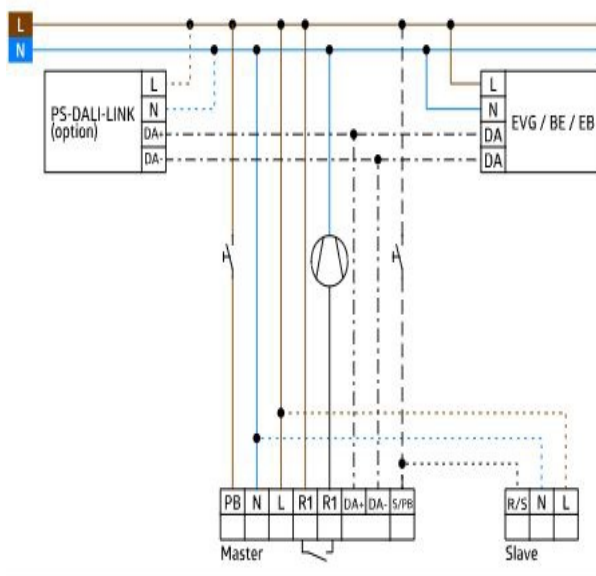 L
N
PS-DALI-LINK
(option)
L
N
DA+
DA-
L
N
DA
DA
EVG / BE / EB
PB N L R1 R1 DA+ DA- S/PB
Master
R/S N L
Slave